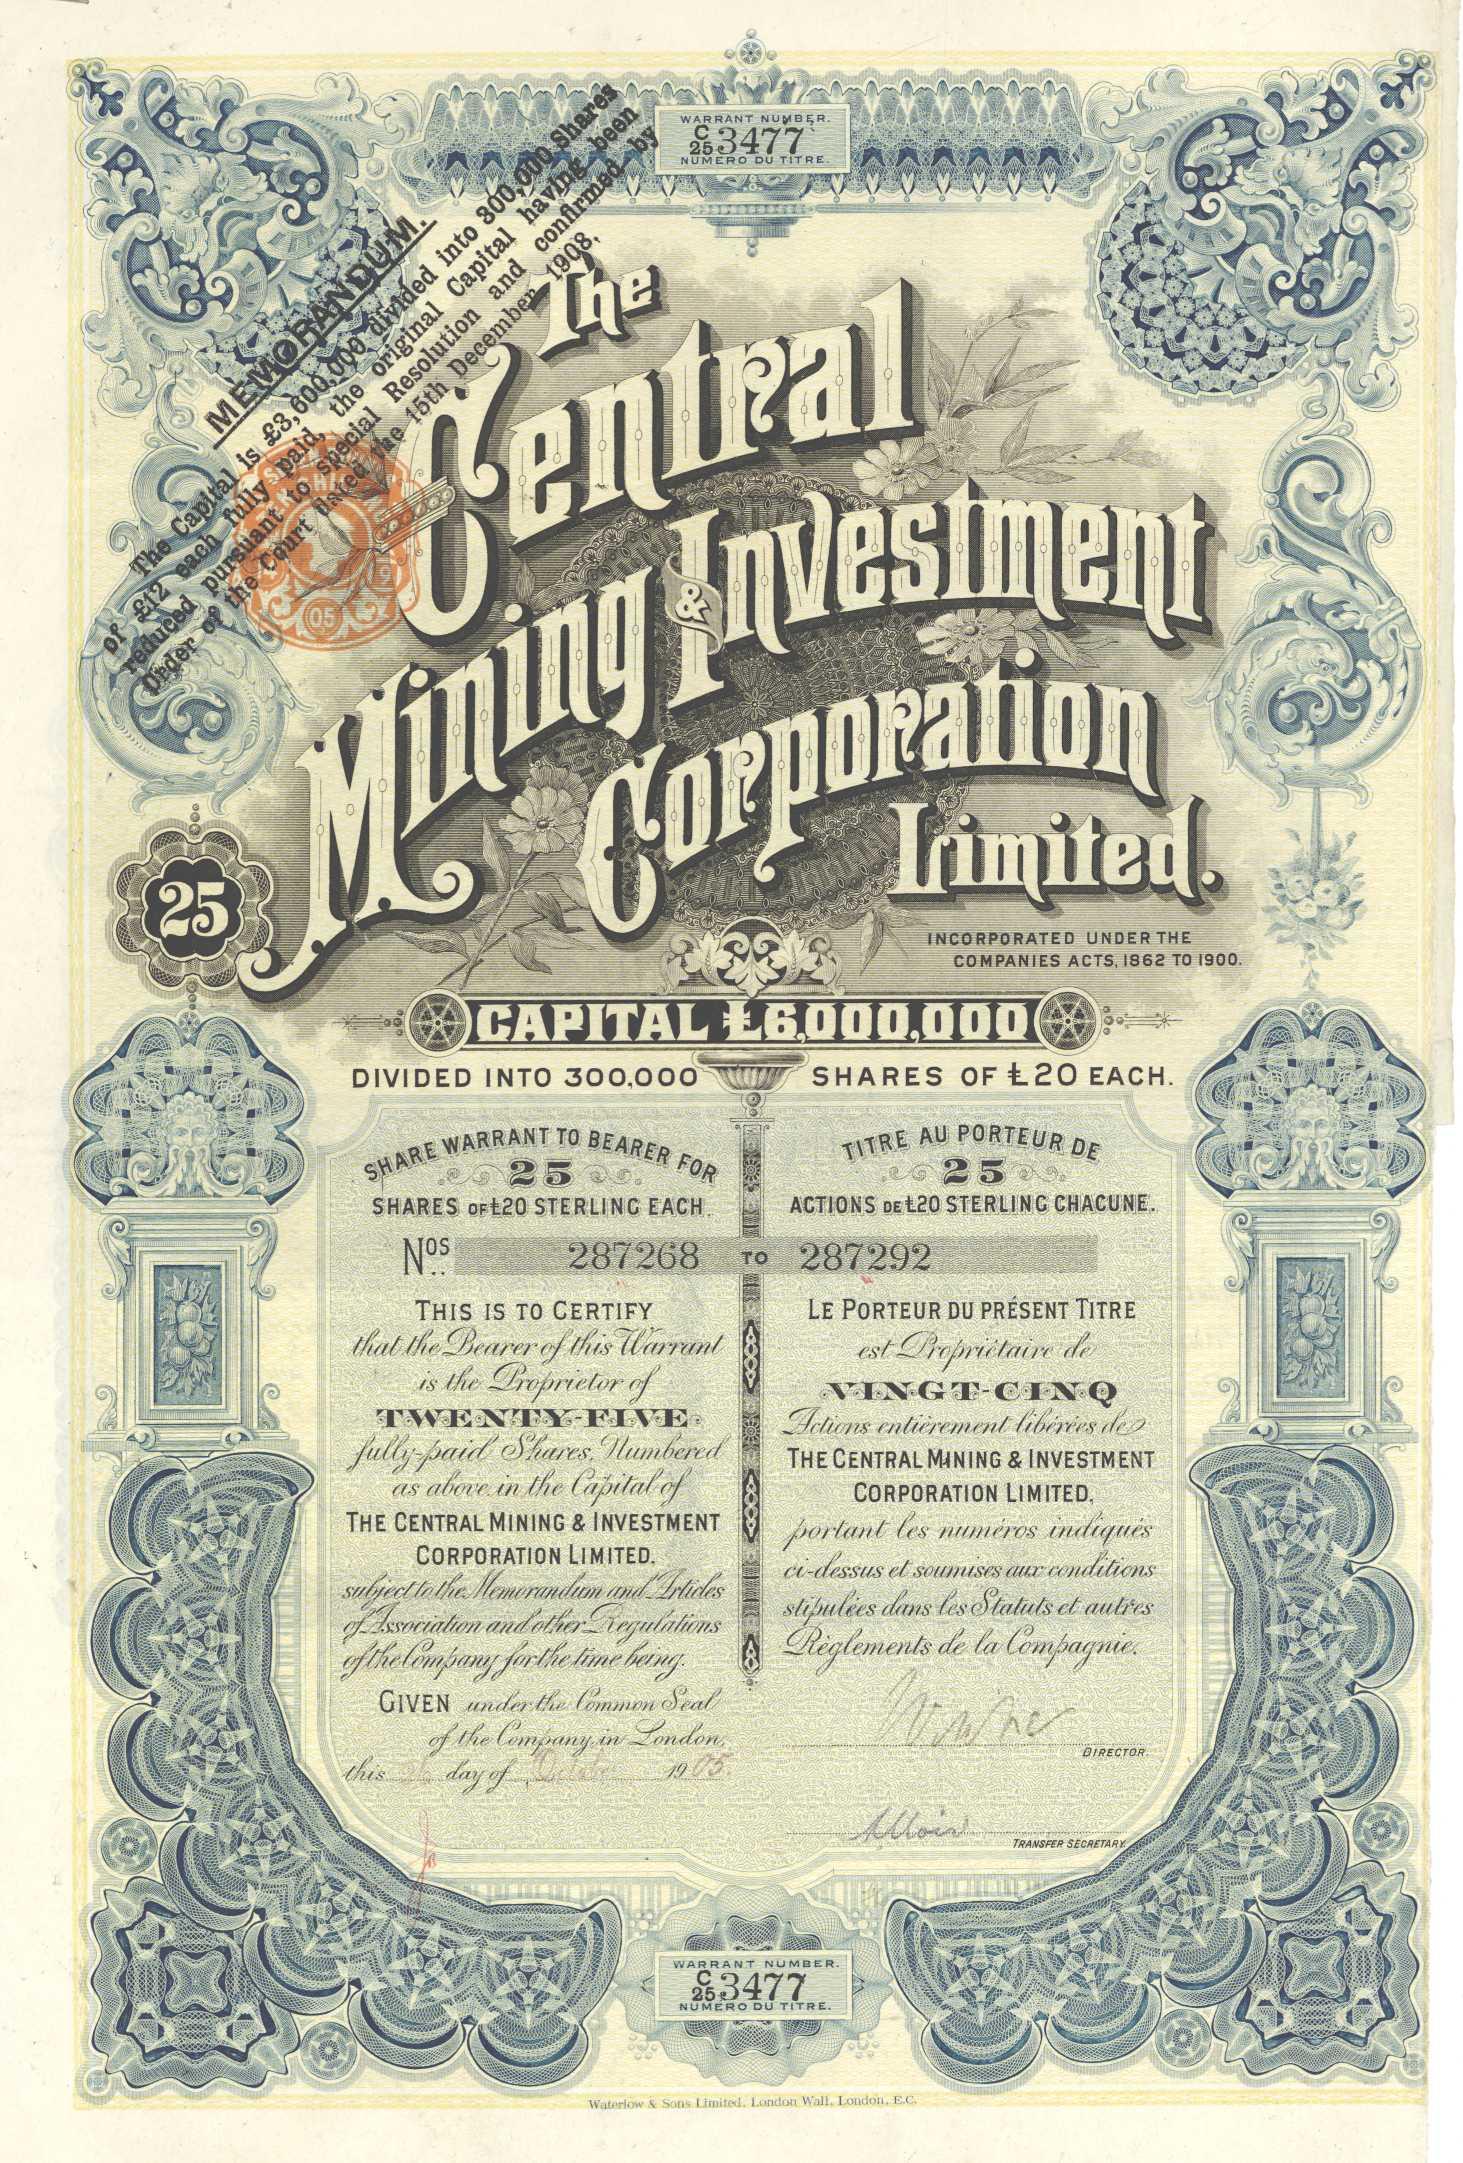 WARRANT NUMBER.
C
25 3477
NUMERO DU TITRE.
MEMORANDUM.
The Capital is £3,600,000 divided into 300,000 Shares
of £12 each fully paid, the original Capital having been
reduced pursuant to special Resolution and confirmed by
Order of the Court dated the 15th December 1908.
The
Central
Mining & Investment
Corporation
Limited.
25
INCORPORATED UNDER THE
COMPANIES ACTS, 1862 TO 1900.
CAPITAL £6,000,000
DIVIDED INTO 300,000 SHARES OF £20 EACH.
SHARE WARRANT TO BEARER FOR
25
SHARES OF £20 STERLING EACH.
TITRE AU PORTEUR DE
25
ACTIONS DE £20 STERLING CHACUNE.
Nos 287268 TO 287292
THIS IS TO CERTIFY
that the Bearer of this Warrant
is the Proprietor of
TWENTY-FIVE
fully-paid Shares, Numbered
as above in the Capital of
THE CENTRAL MINING & INVESTMENT
CORPORATION LIMITED.
subject to the Memorandum and Articles
of Association and other Regulations
of the Company for the time being.
GIVEN under the Common Seal
of the Company, in London,
this day of October 1905.
LE PORTEUR DU PRÉSENT TITRE
est Propriétaire de
VINGT-CINQ
Actions entièrement libérées de
THE CENTRAL MINING & INVESTMENT
CORPORATION LIMITED,
portant les numéros indiqués
ci-dessus et soumises aux conditions
stipulées dans les Statuts et autres
Règlements de la Compagnie.
DIRECTOR.
TRANSFER SECRETARY.
WARRANT NUMBER.
C
25 3477
NUMERO DU TITRE.
Waterlow & Sons Limited, London Wall, London, E.C.